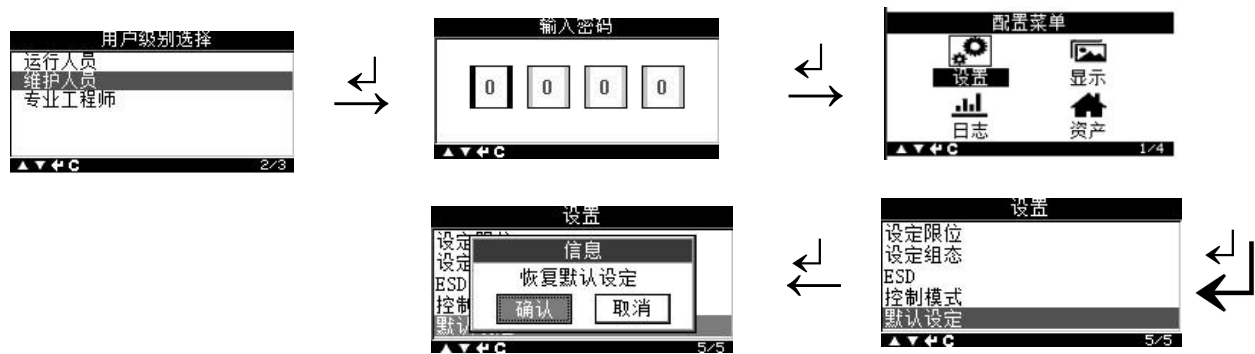 用户级别选择
运行人员
维护人员
专业工程师
▲▼↵C 2/3
输入密码
0 0 0 0
▲▼↵C
配置菜单
设置 显示
日志 资产
▲▼↵C 1/4
设置
设定限位
设定组态
ESD
控制模式
默认设定
▲▼↵C 5/5
设置
设定
设定
ESD
控制
信息
恢复默认设定
确认 取消
▲▼↵C 5/5